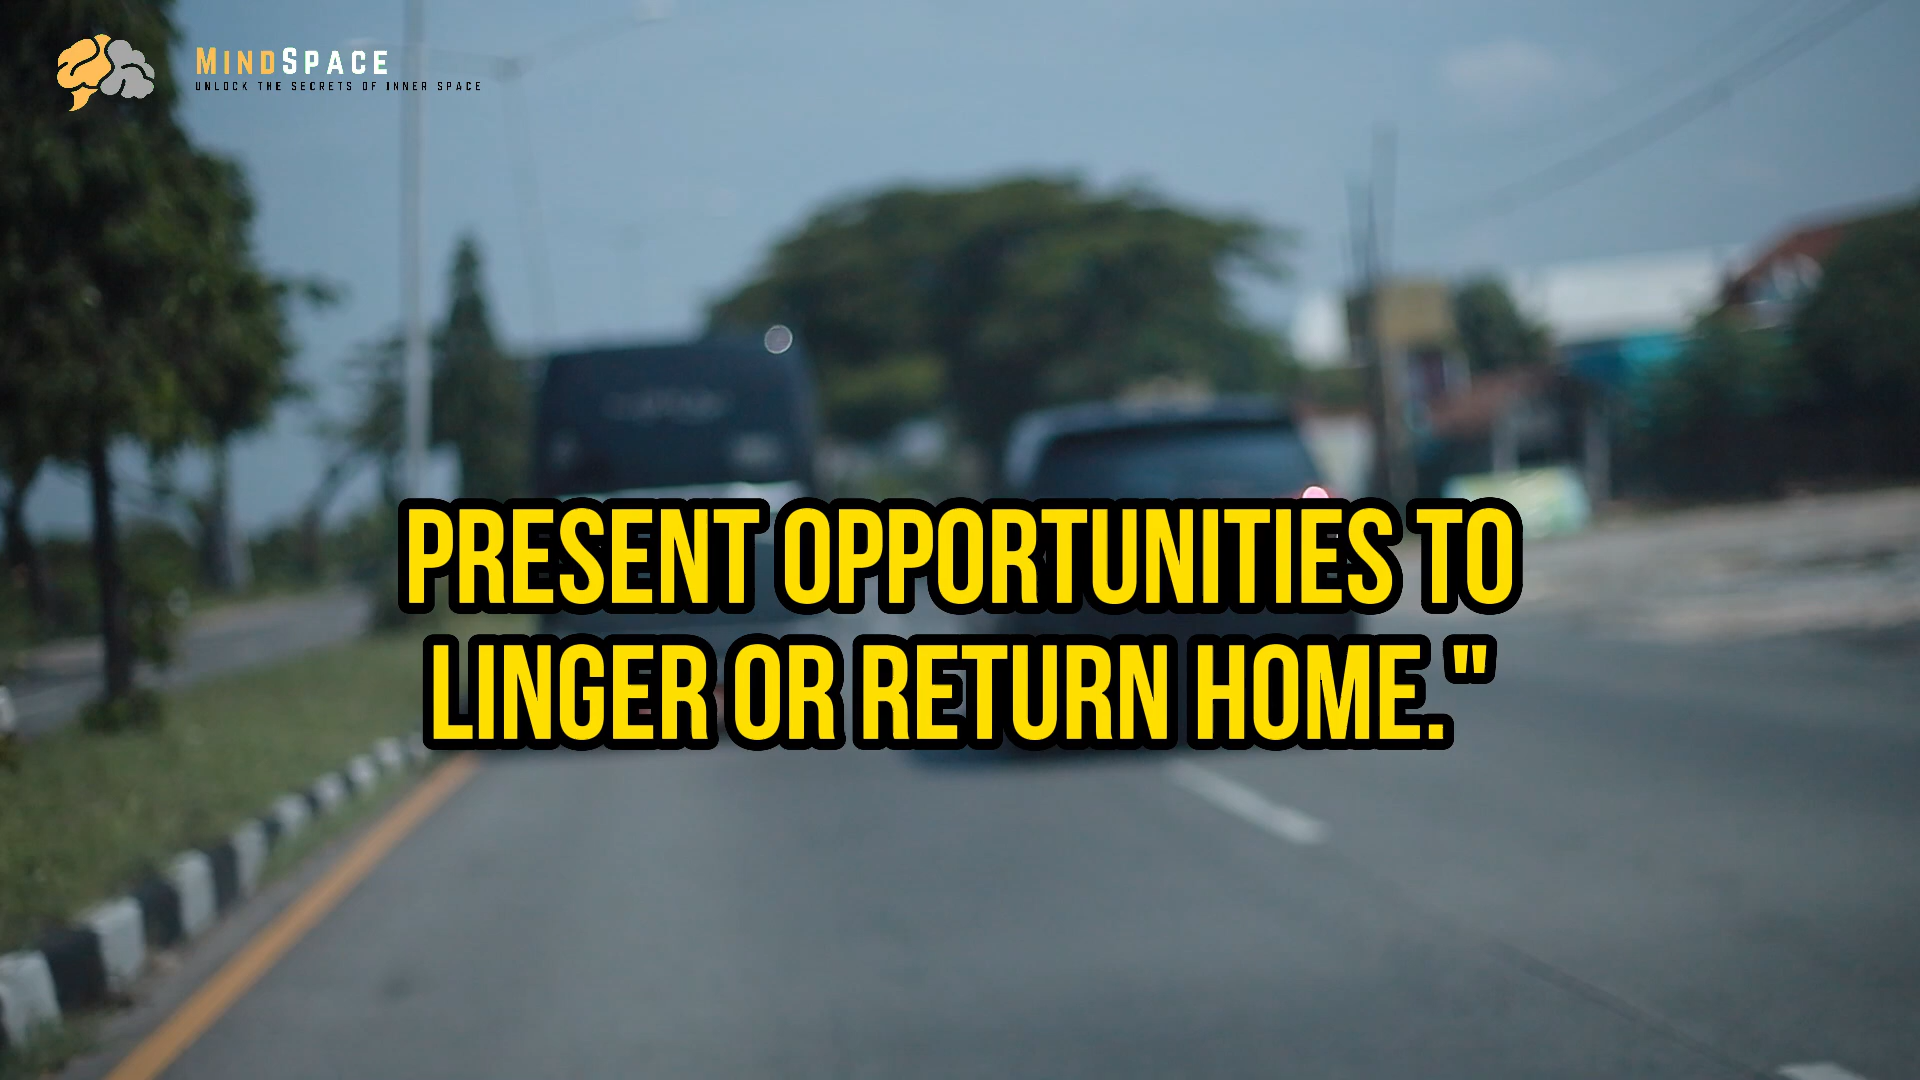 MINDSPACE
UNLOCK THE SECRETS OF INNER SPACE
PRESENT OPPORTUNITIES TO
LINGER OR RETURN HOME."